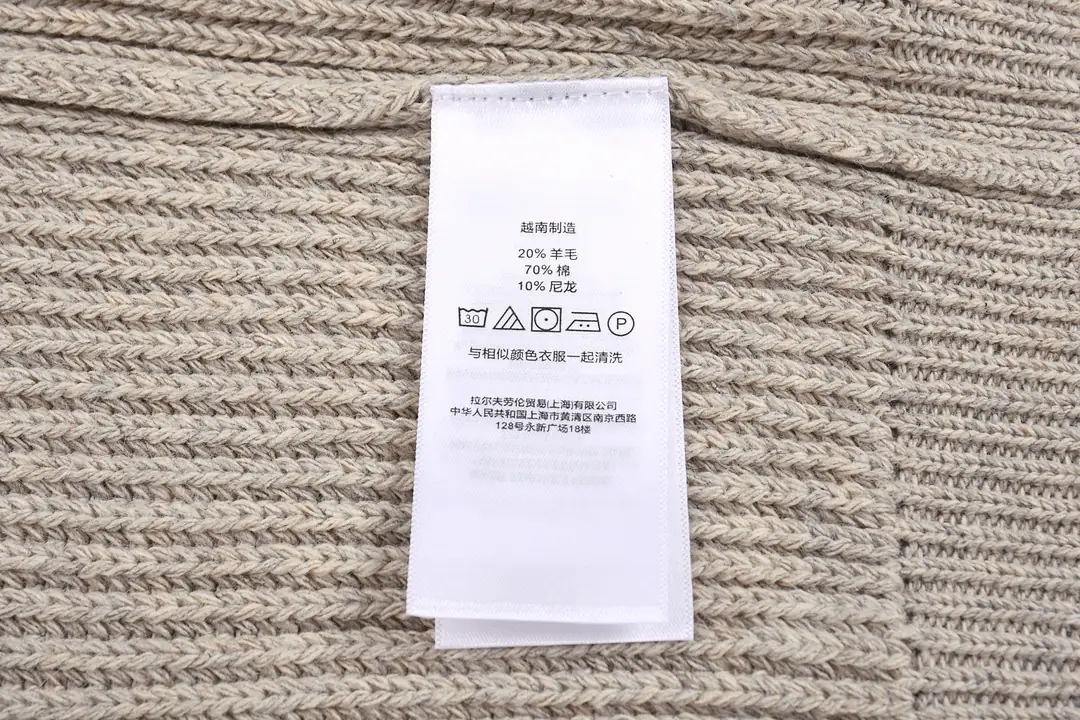 越南制造
20% 羊毛
70% 棉
10% 尼龙
30 P
与相似颜色衣服一起清洗
拉尔夫劳伦贸易(上海)有限公司
中华人民共和国上海市黄清区南京西路
128号永新广场18楼